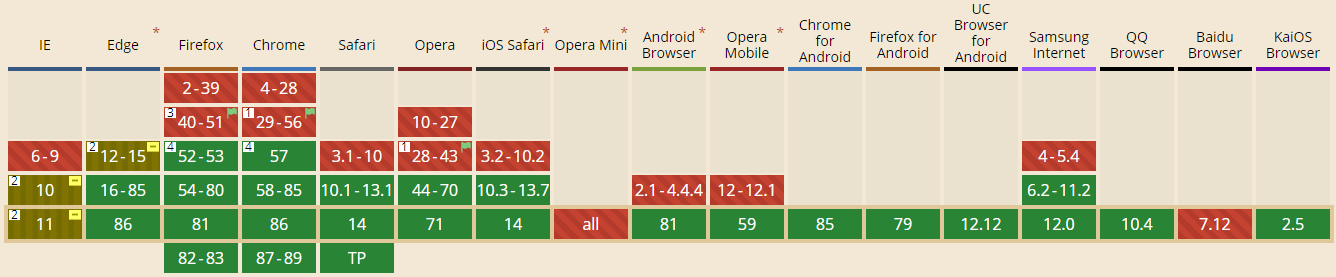 IE Edge * Firefox Chrome Safari Opera iOS Safari * Opera Mini * Android Browser * Opera Mobile * Chrome for Android Firefox for Android UC Browser for Android Samsung Internet QQ Browser Baidu Browser KaiOS Browser
2-39 4-28
3 40-51 1 29-56 10-27
6-9 2 12-15 4 52-53 4 57 3.1-10 1 28-43 3.2-10.2 4-5.4
2 10 16-85 54-80 58-85 10.1-13.1 44-70 10.3-13.7 2.1-4.4.4 12-12.1 6.2-11.2
2 11 86 81 86 14 71 14 all 81 59 85 79 12.12 12.0 10.4 7.12 2.5
82-83 87-89 TP